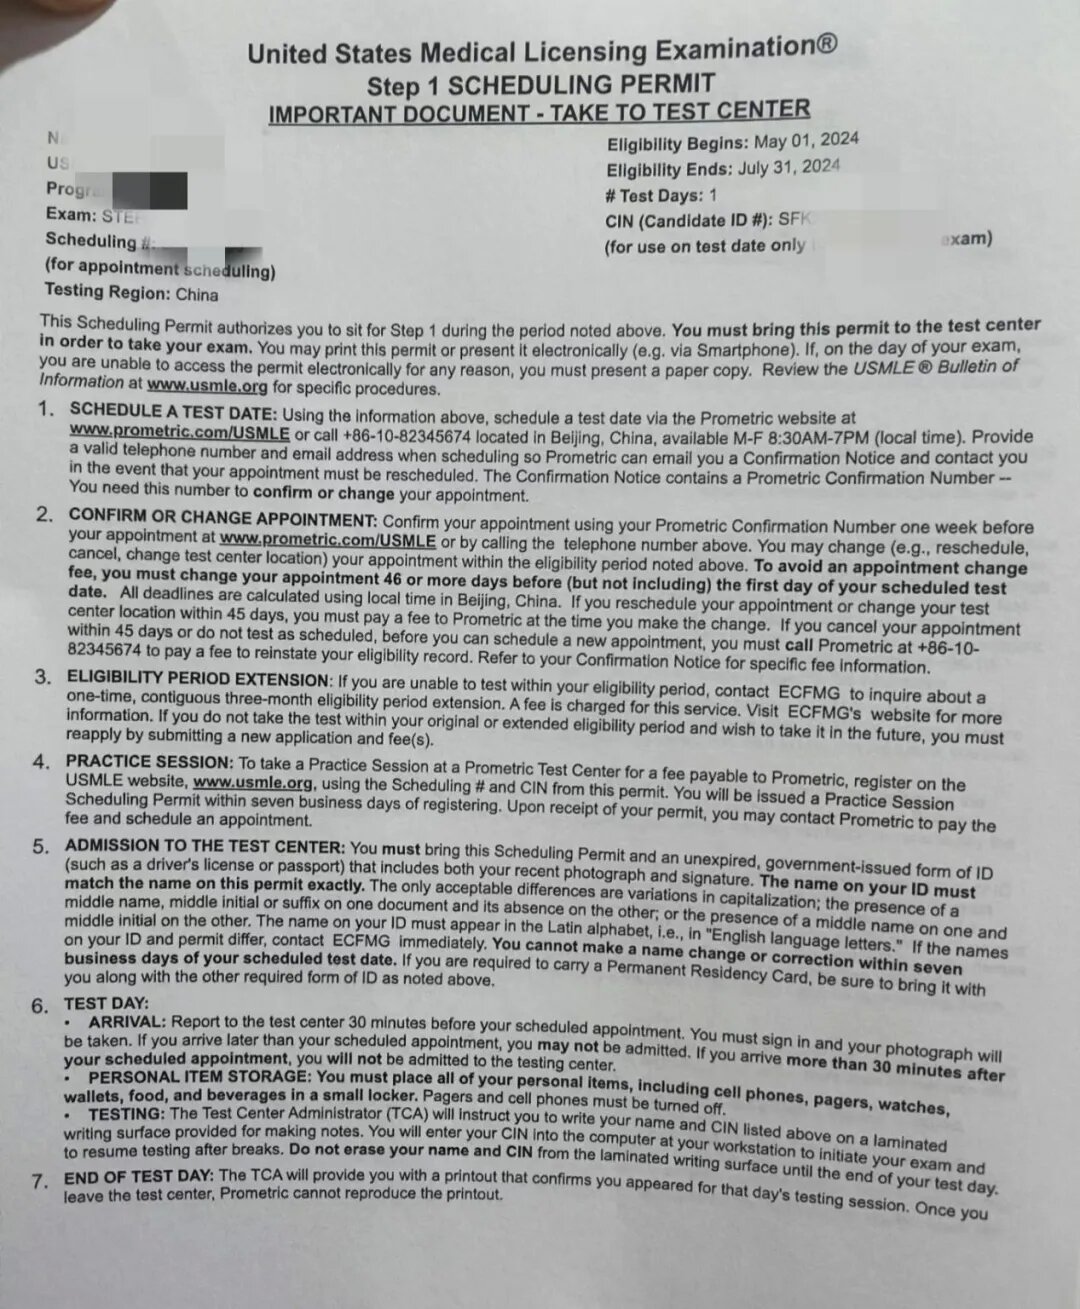 United States Medical Licensing Examination®
Step 1 SCHEDULING PERMIT
IMPORTANT DOCUMENT - TAKE TO TEST CENTER
N
US
Progr
Exam: STE
Scheduling #:
(for appointment scheduling)
Testing Region: China
Eligibility Begins: May 01, 2024
Eligibility Ends: July 31, 2024
# Test Days: 1
CIN (Candidate ID #): SFK
(for use on test date only exam)
This Scheduling Permit authorizes you to sit for Step 1 during the period noted above. You must bring this permit to the test center
in order to take your exam. You may print this permit or present it electronically (e.g. via Smartphone). If, on the day of your exam,
you are unable to access the permit electronically for any reason, you must present a paper copy. Review the USMLE ® Bulletin of
Information at www.usmle.org for specific procedures.
1. SCHEDULE A TEST DATE: Using the information above, schedule a test date via the Prometric website at
www.prometric.com/USMLE or call +86-10-82345674 located in Beijing, China, available M-F 8:30AM-7PM (local time). Provide
a valid telephone number and email address when scheduling so Prometric can email you a Confirmation Notice and contact you
in the event that your appointment must be rescheduled. The Confirmation Notice contains a Prometric Confirmation Number --
You need this number to confirm or change your appointment.
2. CONFIRM OR CHANGE APPOINTMENT: Confirm your appointment using your Prometric Confirmation Number one week before
your appointment at www.prometric.com/USMLE or by calling the telephone number above. You may change (e.g., reschedule,
cancel, change test center location) your appointment within the eligibility period noted above. To avoid an appointment change
fee, you must change your appointment 46 or more days before (but not including) the first day of your scheduled test
date. All deadlines are calculated using local time in Beijing, China. If you reschedule your appointment or change your test
center location within 45 days, you must pay a fee to Prometric at the time you make the change. If you cancel your appointment
within 45 days or do not test as scheduled, before you can schedule a new appointment, you must call Prometric at +86-10-
82345674 to pay a fee to reinstate your eligibility record. Refer to your Confirmation Notice for specific fee information.
3. ELIGIBILITY PERIOD EXTENSION: If you are unable to test within your eligibility period, contact ECFMG to inquire about a
one-time, contiguous three-month eligibility period extension. A fee is charged for this service. Visit ECFMG's website for more
information. If you do not take the test within your original or extended eligibility period and wish to take it in the future, you must
reapply by submitting a new application and fee(s).
4. PRACTICE SESSION: To take a Practice Session at a Prometric Test Center for a fee payable to Prometric, register on the
USMLE website, www.usmle.org, using the Scheduling # and CIN from this permit. You will be issued a Practice Session
Scheduling Permit within seven business days of registering. Upon receipt of your permit, you may contact Prometric to pay the
fee and schedule an appointment.
5. ADMISSION TO THE TEST CENTER: You must bring this Scheduling Permit and an unexpired, government-issued form of ID
(such as a driver's license or passport) that includes both your recent photograph and signature. The name on your ID must
match the name on this permit exactly. The only acceptable differences are variations in capitalization; the presence of a
middle name, middle initial or suffix on one document and its absence on the other; or the presence of a middle name on one and
middle initial on the other. The name on your ID must appear in the Latin alphabet, i.e., in "English language letters." If the names
on your ID and permit differ, contact ECFMG immediately. You cannot make a name change or correction within seven
business days of your scheduled test date. If you are required to carry a Permanent Residency Card, be sure to bring it with
you along with the other required form of ID as noted above.
6. TEST DAY:
• ARRIVAL: Report to the test center 30 minutes before your scheduled appointment. You must sign in and your photograph will
be taken. If you arrive later than your scheduled appointment, you may not be admitted. If you arrive more than 30 minutes after
your scheduled appointment, you will not be admitted to the testing center.
• PERSONAL ITEM STORAGE: You must place all of your personal items, including cell phones, pagers, watches,
wallets, food, and beverages in a small locker. Pagers and cell phones must be turned off.
• TESTING: The Test Center Administrator (TCA) will instruct you to write your name and CIN listed above on a laminated
writing surface provided for making notes. You will enter your CIN into the computer at your workstation to initiate your exam and
to resume testing after breaks. Do not erase your name and CIN from the laminated writing surface until the end of your test day.
7. END OF TEST DAY: The TCA will provide you with a printout that confirms you appeared for that day's testing session. Once you
leave the test center, Prometric cannot reproduce the printout.